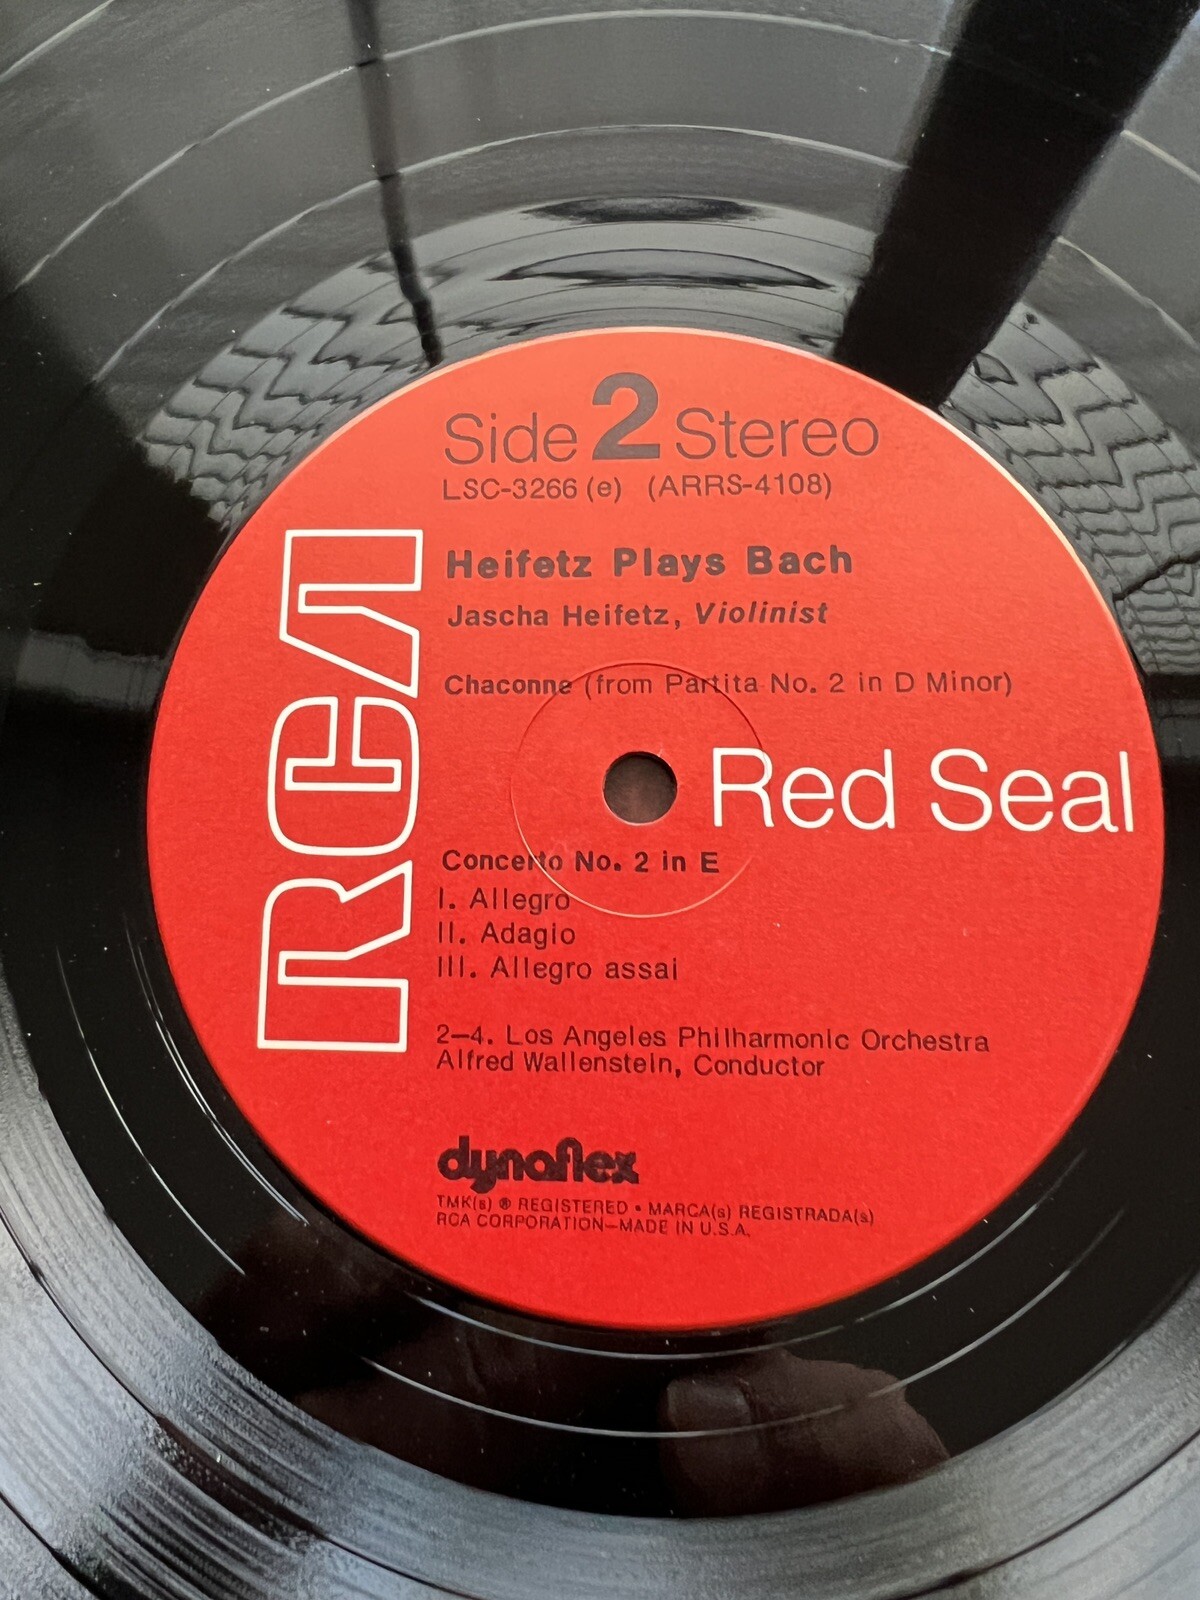 Side 2 Stereo
LSC-3266 (e) (ARRS-4108)
Heifetz Plays Bach
Jascha Heifetz, Violinist
Chaconne (from Partita No. 2 in D Minor)
RCA
Red Seal
Concerto No. 2 in E
I. Allegro
II. Adagio
III. Allegro assai
2–4. Los Angeles Philharmonic Orchestra
Alfred Wallenstein, Conductor
dynaflex
TMK(s) ® REGISTERED • MARCA(s) REGISTRADA(s)
RCA CORPORATION—MADE IN U.S.A.